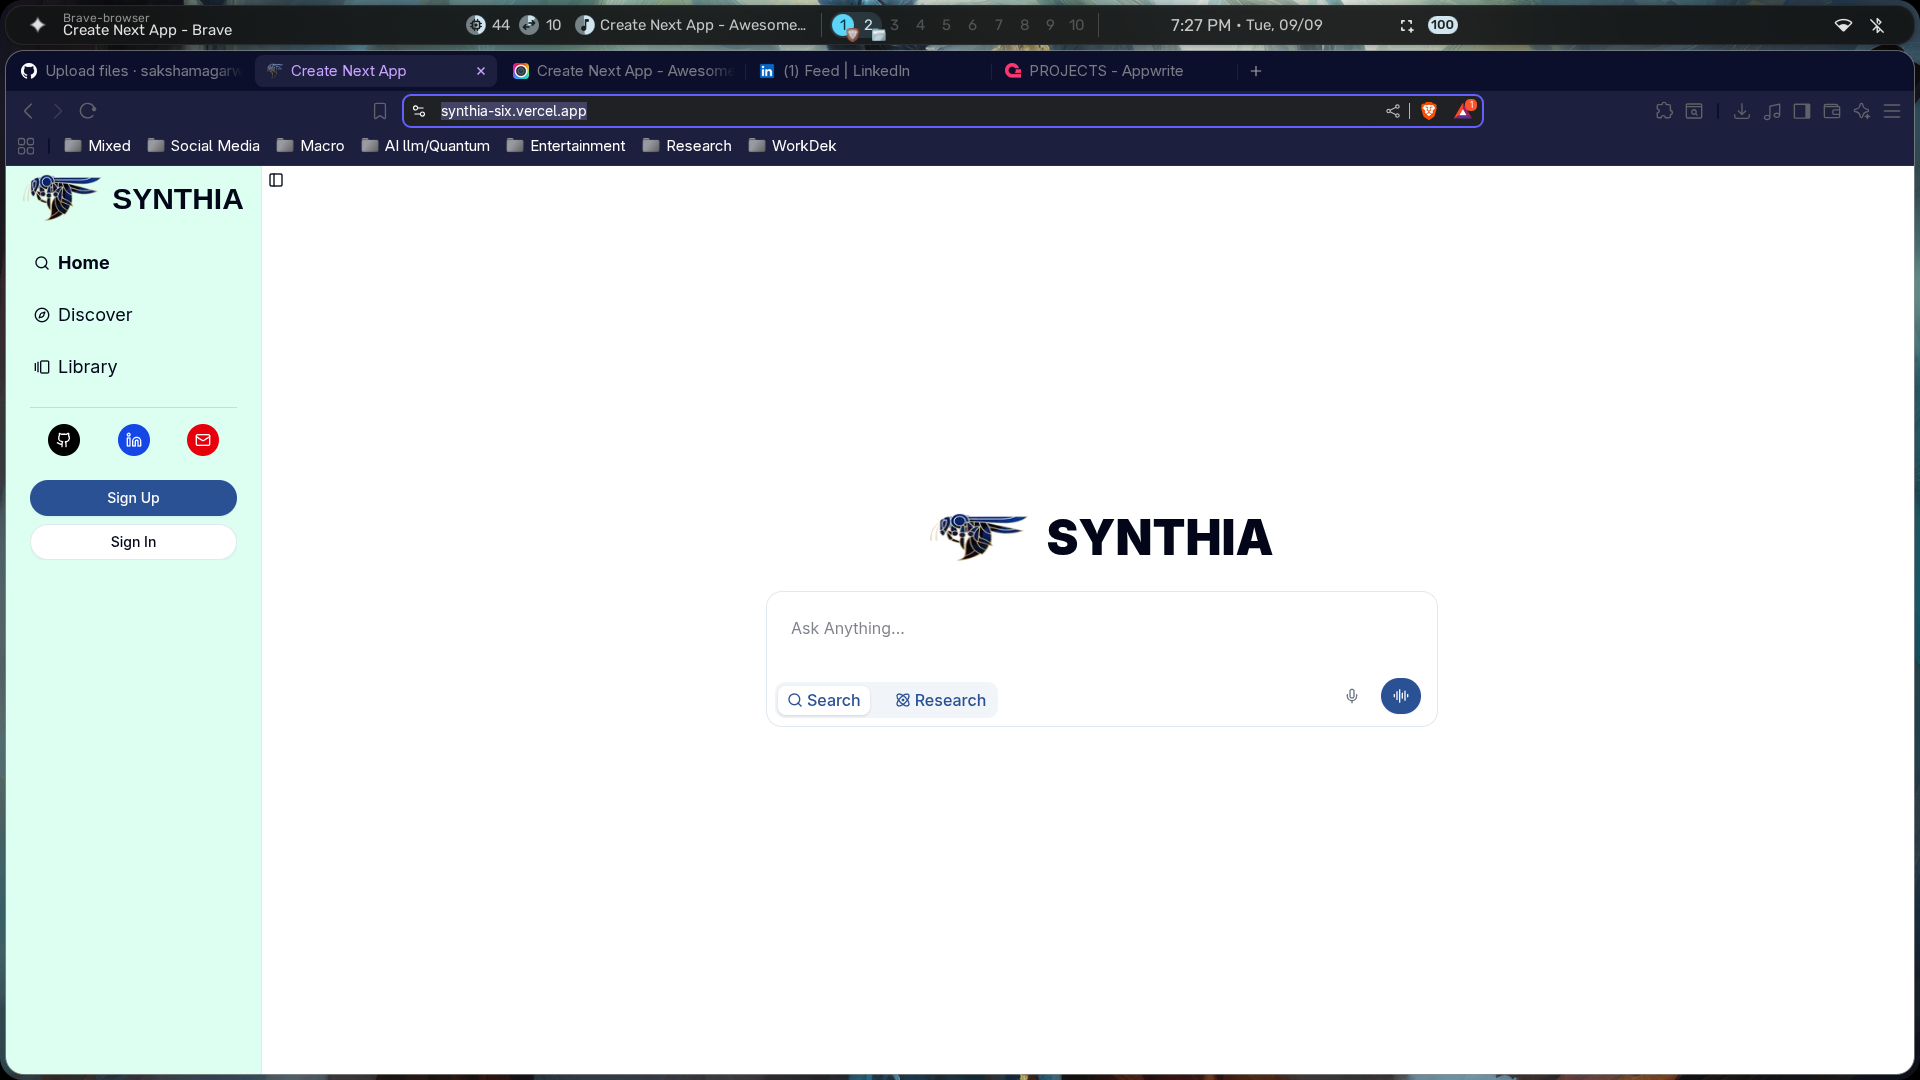 Brave-browser
Create Next App - Brave
44 10 Create Next App - Awesome...
1 2 3 4 5 6 7 8 9 10
7:27 PM • Tue, 09/09
100
Upload files · sakshamagarw
Create Next App
Create Next App - Awesome
(1) Feed | LinkedIn
PROJECTS - Appwrite
synthia-six.vercel.app
1
Mixed
Social Media
Macro
AI llm/Quantum
Entertainment
Research
WorkDek
SYNTHIA
Home
Discover
Library
Sign Up
Sign In
SYNTHIA
Ask Anything...
Search
Research